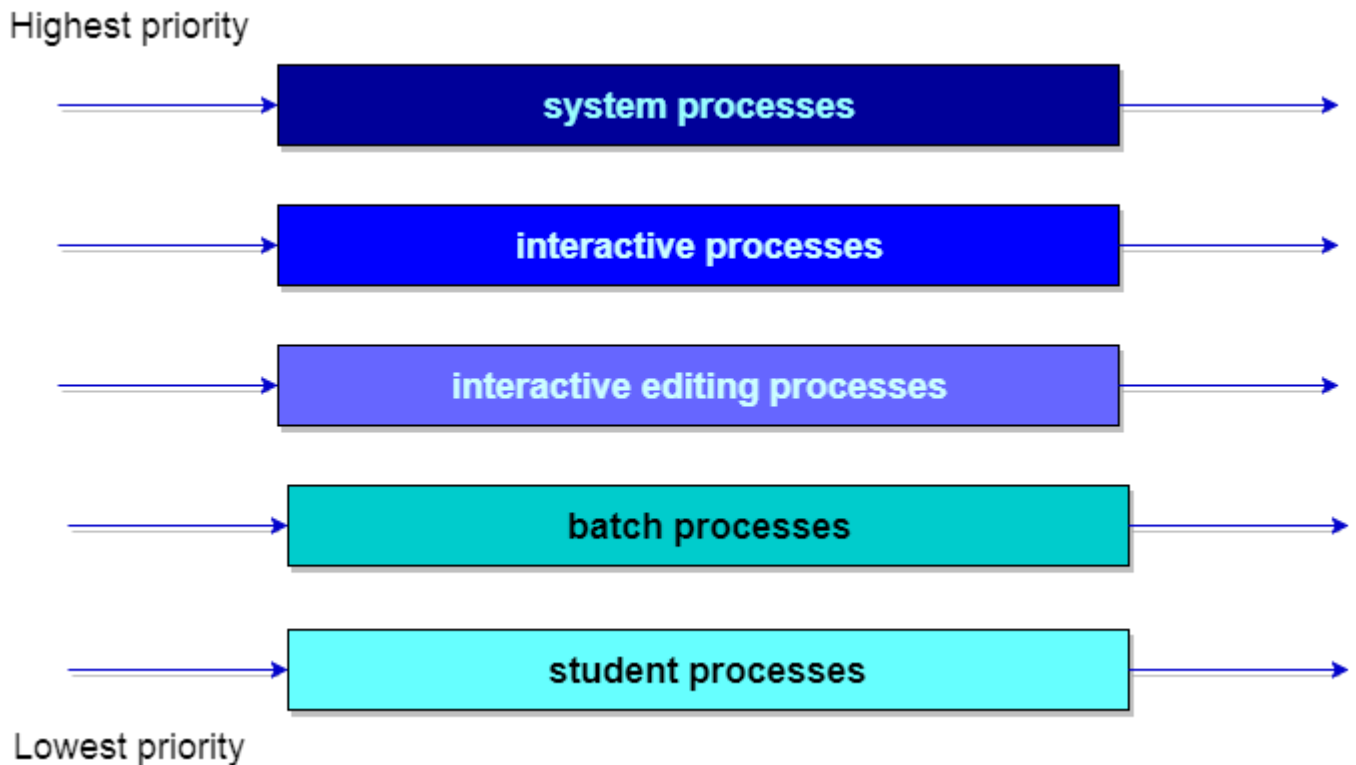 Highest priority
system processes
interactive processes
interactive editing processes
batch processes
student processes
Lowest priority